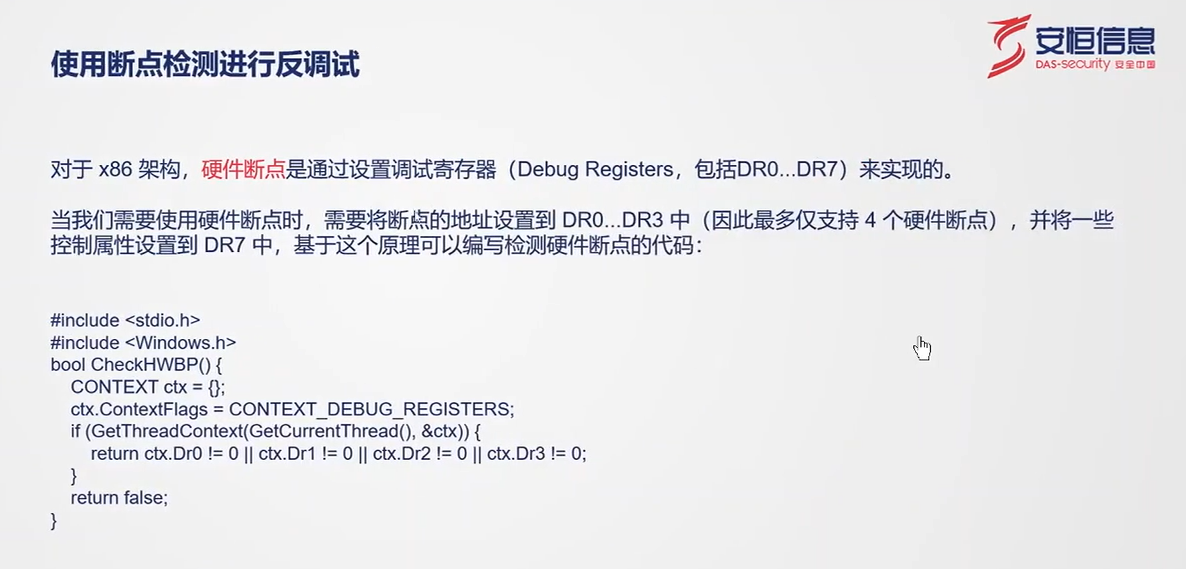 使用断点检测进行反调试
安恒信息
DAS-security 安全中国
对于 x86 架构，硬件断点是通过设置调试寄存器（Debug Registers，包括DR0...DR7）来实现的。
当我们需要使用硬件断点时，需要将断点的地址设置到 DR0...DR3 中（因此最多仅支持 4 个硬件断点），并将一些
控制属性设置到 DR7 中，基于这个原理可以编写检测硬件断点的代码：
#include <stdio.h>
#include <Windows.h>
bool CheckHWBP() {
    CONTEXT ctx = {};
    ctx.ContextFlags = CONTEXT_DEBUG_REGISTERS;
    if (GetThreadContext(GetCurrentThread(), &ctx)) {
        return ctx.Dr0 != 0 || ctx.Dr1 != 0 || ctx.Dr2 != 0 || ctx.Dr3 != 0;
    }
    return false;
}